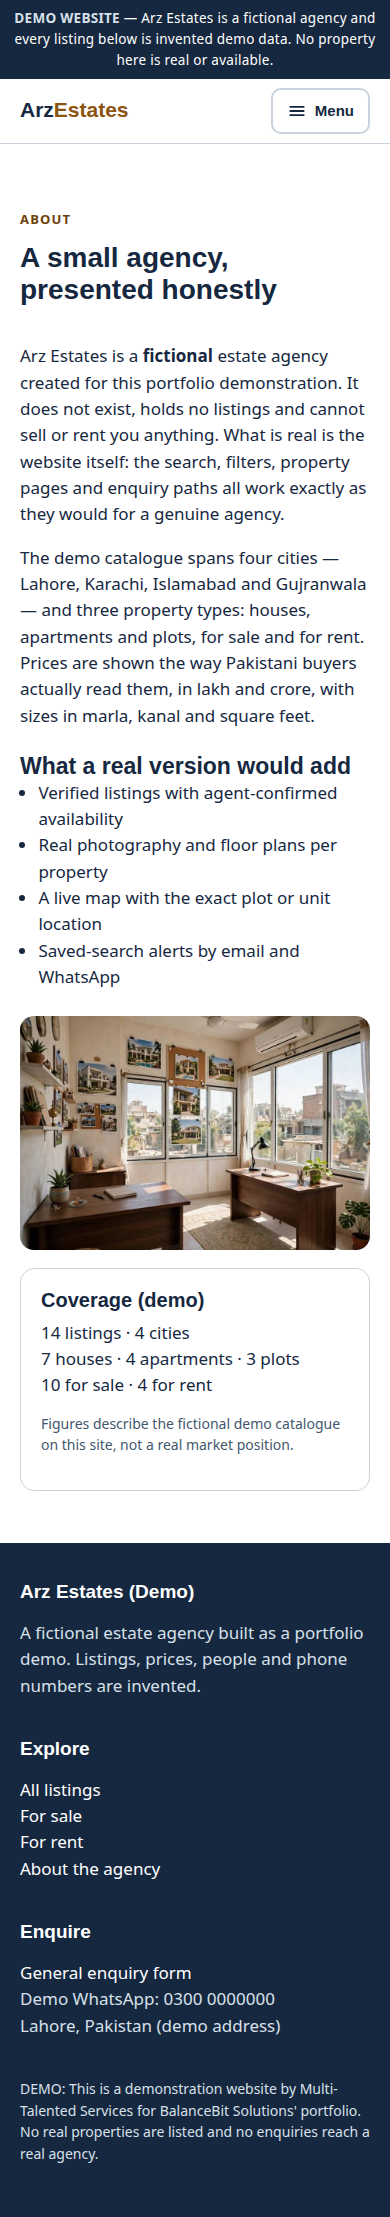 DEMO WEBSITE — Arz Estates is a fictional agency and
every listing below is invented demo data. No property
here is real or available.
ArzEstates
Menu
ABOUT
A small agency,
presented honestly
Arz Estates is a fictional estate agency
created for this portfolio demonstration. It
does not exist, holds no listings and cannot
sell or rent you anything. What is real is the
website itself: the search, filters, property
pages and enquiry paths all work exactly as
they would for a genuine agency.
The demo catalogue spans four cities —
Lahore, Karachi, Islamabad and Gujranwala
— and three property types: houses,
apartments and plots, for sale and for rent.
Prices are shown the way Pakistani buyers
actually read them, in lakh and crore, with
sizes in marla, kanal and square feet.
What a real version would add
• Verified listings with agent-confirmed
availability
• Real photography and floor plans per
property
• A live map with the exact plot or unit
location
• Saved-search alerts by email and
WhatsApp
Coverage (demo)
14 listings · 4 cities
7 houses · 4 apartments · 3 plots
10 for sale · 4 for rent
Figures describe the fictional demo catalogue
on this site, not a real market position.
Arz Estates (Demo)
A fictional estate agency built as a portfolio
demo. Listings, prices, people and phone
numbers are invented.
Explore
All listings
For sale
For rent
About the agency
Enquire
General enquiry form
Demo WhatsApp: 0300 0000000
Lahore, Pakistan (demo address)
DEMO: This is a demonstration website by Multi-
Talented Services for BalanceBit Solutions' portfolio.
No real properties are listed and no enquiries reach a
real agency.